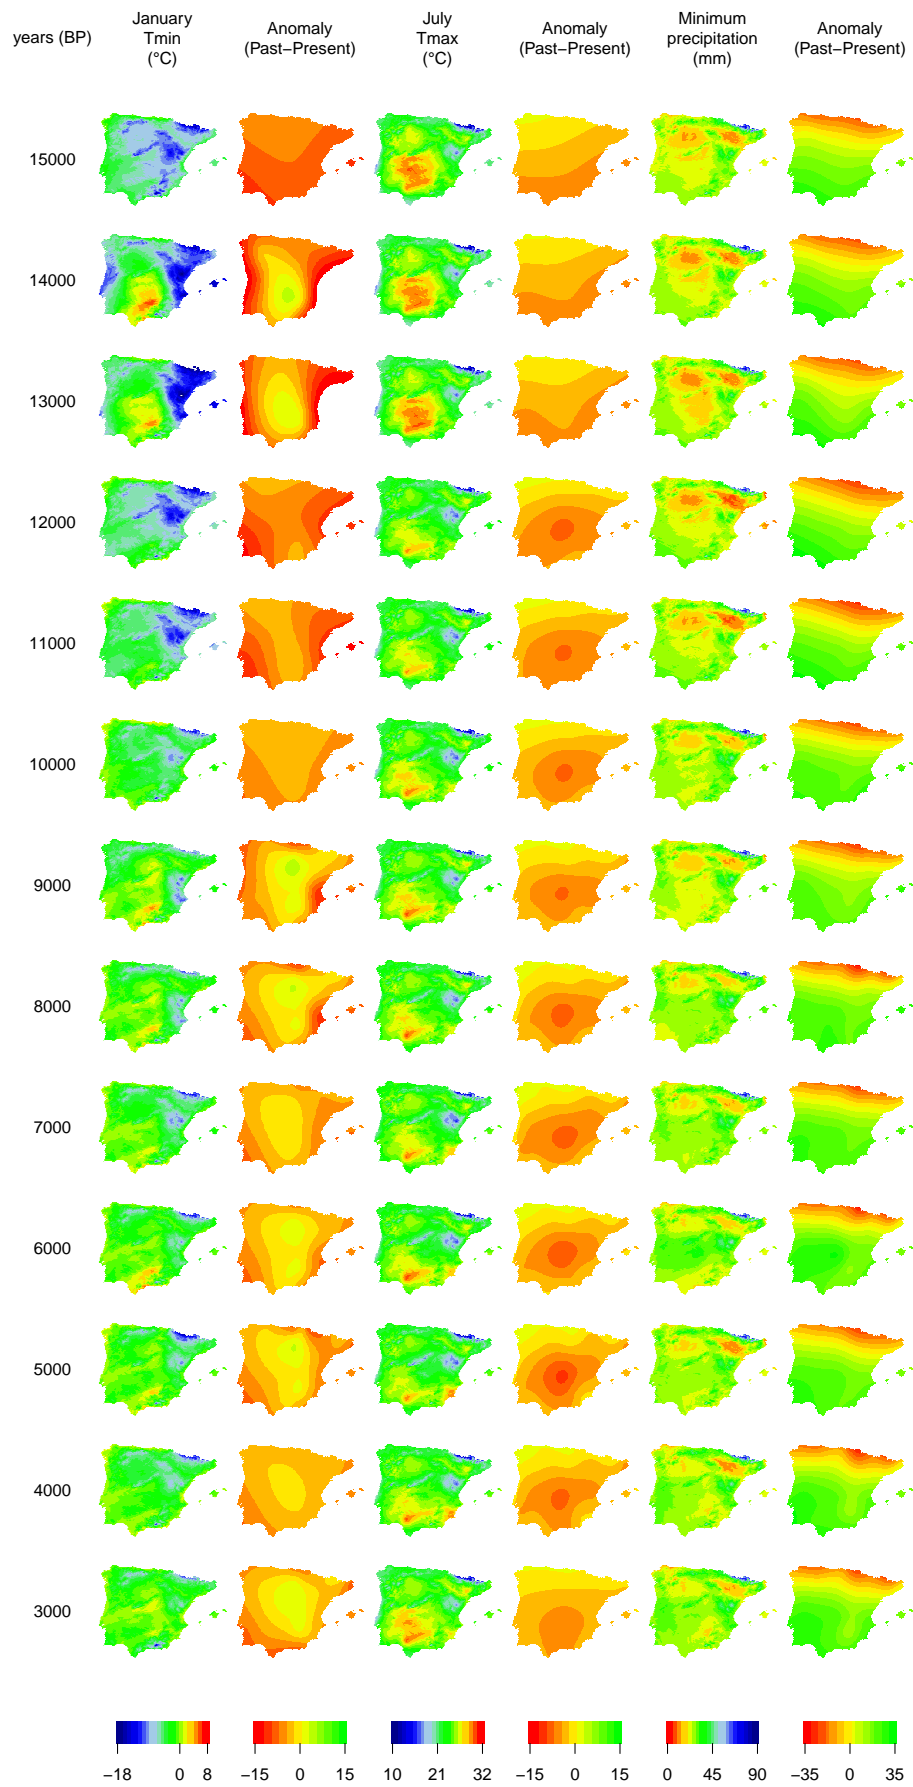 years (BP)
January
Tmin
(°C)
Anomaly
(Past−Present)
July
Tmax
(°C)
Anomaly
(Past−Present)
Minimum
precipitation
(mm)
Anomaly
(Past−Present)
15000
14000
13000
12000
11000
10000
9000
8000
7000
6000
5000
4000
3000
−18 0 8
−15 0 15
10 21 32
−15 0 15
0 45 90
−35 0 35